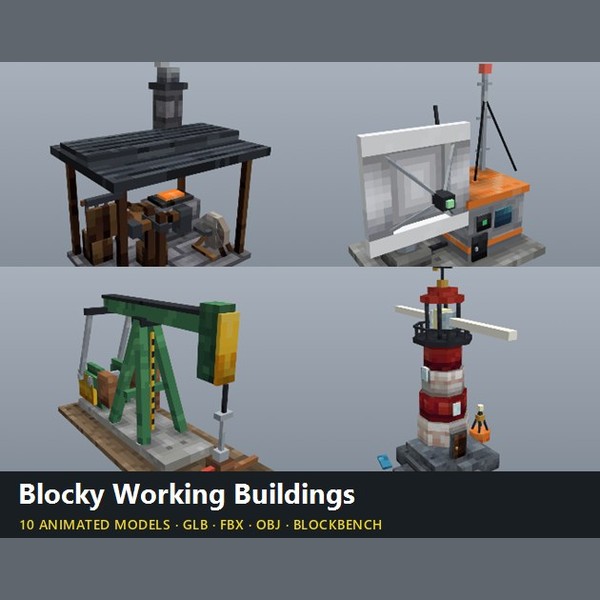 Blocky Working Buildings
10 ANIMATED MODELS · GLB · FBX · OBJ · BLOCKBENCH